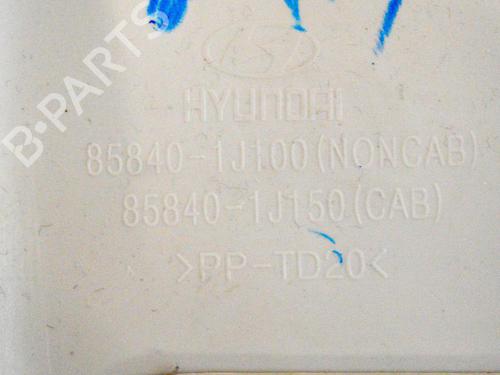 B-PARTS
HYUNDAI
85840-1J100(NONCAB)
85840-1J150(CAB)
>PP-TD20<